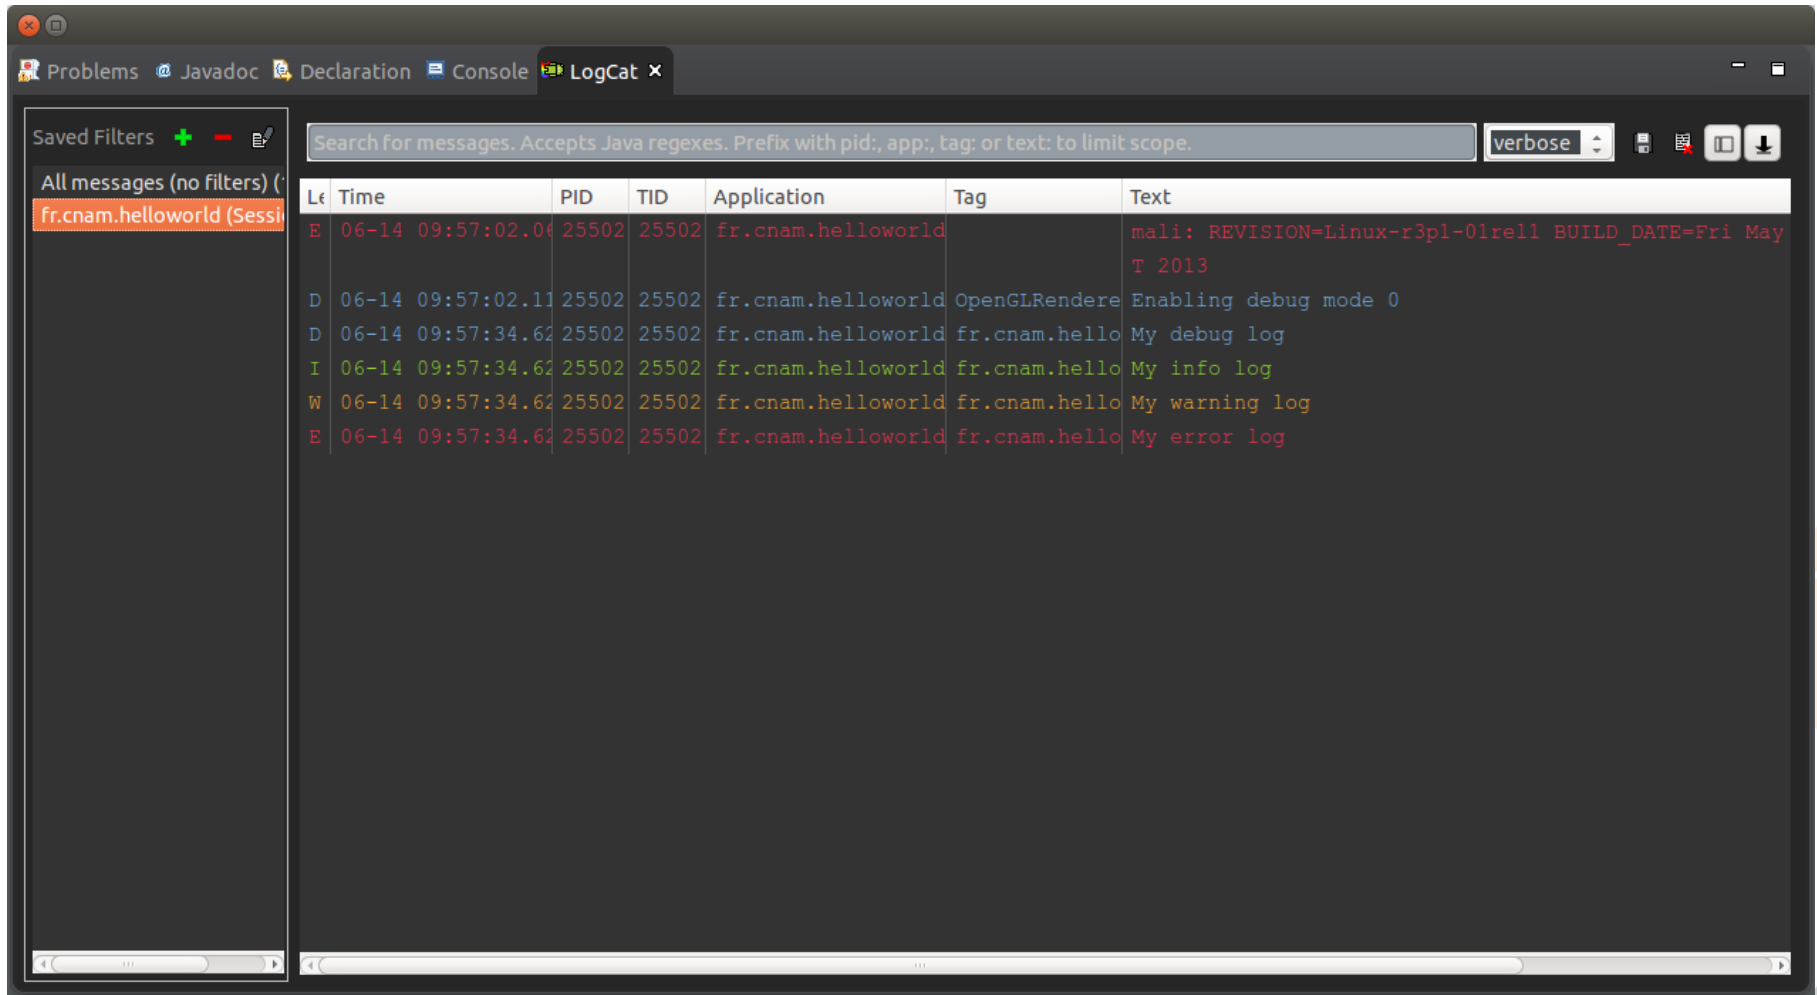 Problems @ Javadoc Declaration Console LogCat
Saved Filters
Search for messages. Accepts Java regexes. Prefix with pid:, app:, tag: or text: to limit scope.
verbose
All messages (no filters) (
fr.cnam.helloworld (Sessi
Le Time PID TID Application Tag Text
E 06-14 09:57:02.06 25502 25502 fr.cnam.helloworld mali: REVISION=Linux-r3p1-01rel1 BUILD_DATE=Fri May
T 2013
D 06-14 09:57:02.11 25502 25502 fr.cnam.helloworld OpenGLRendere Enabling debug mode 0
D 06-14 09:57:34.62 25502 25502 fr.cnam.helloworld fr.cnam.hello My debug log
I 06-14 09:57:34.62 25502 25502 fr.cnam.helloworld fr.cnam.hello My info log
W 06-14 09:57:34.62 25502 25502 fr.cnam.helloworld fr.cnam.hello My warning log
E 06-14 09:57:34.62 25502 25502 fr.cnam.helloworld fr.cnam.hello My error log